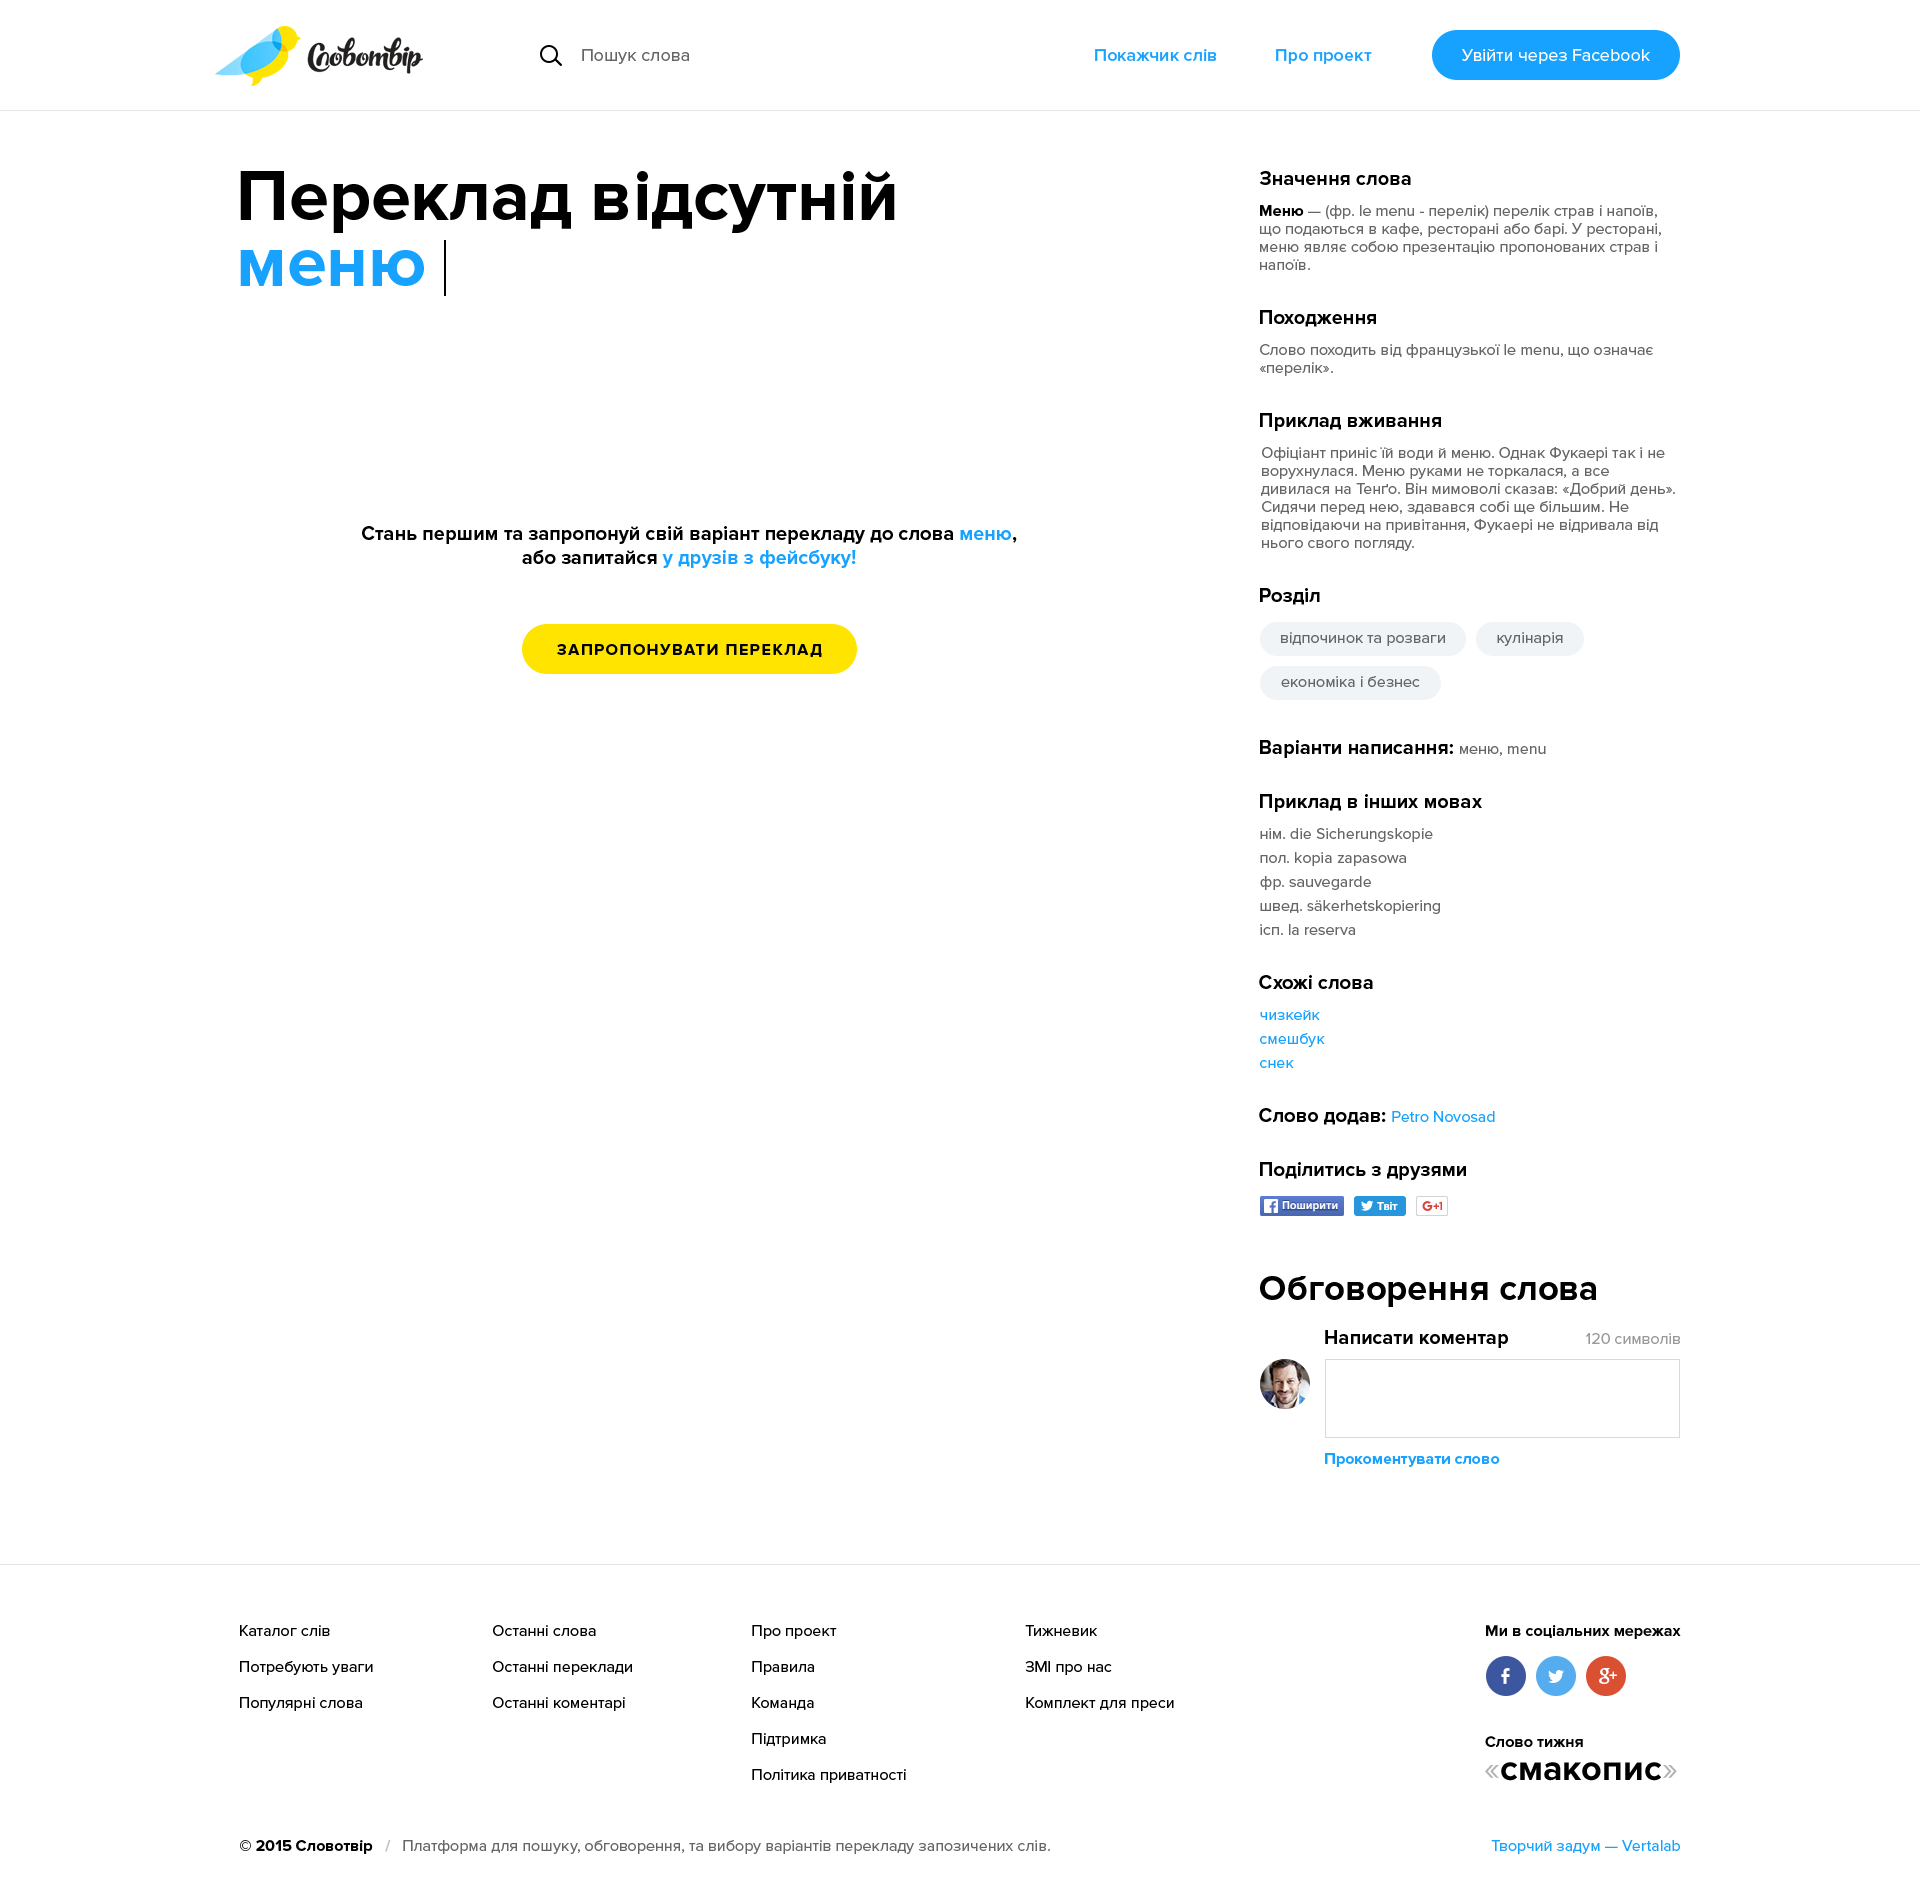 Словотвір
Пошук слова
Покажчик слів
Про проект
Увійти через Facebook
Переклад відсутній
меню
Стань першим та запропонуй свій варіант перекладу до слова меню,
або запитайся у друзів з фейсбуку!
ЗАПРОПОНУВАТИ ПЕРЕКЛАД
Значення слова
Меню — (фр. le menu - перелік) перелік страв і напоїв,
що подаються в кафе, ресторані або барі. У ресторані,
меню являє собою презентацію пропонованих страв і
напоїв.
Походження
Слово походить від французької le menu, що означає
«перелік».
Приклад вживання
Офіціант приніс їй води й меню. Однак Фукаері так і не
ворухнулася. Меню руками не торкалася, а все
дивилася на Тенґо. Він мимоволі сказав: «Добрий день».
Сидячи перед нею, здавався собі ще більшим. Не
відповідаючи на привітання, Фукаері не відривала від
нього свого погляду.
Розділ
відпочинок та розваги
кулінарія
економіка і безнес
Варіанти написання: меню, menu
Приклад в інших мовах
нім. die Sicherungskopie
пол. kopia zapasowa
фр. sauvegarde
швед. säkerhetskopiering
ісп. la reserva
Схожі слова
чизкейк
смешбук
снек
Слово додав: Petro Novosad
Поділитись з друзями
Поширити
Твіт
G+1
Обговорення слова
Написати коментар
120 символів
Прокоментувати слово
Каталог слів
Потребують уваги
Популярні слова
Останні слова
Останні переклади
Останні коментарі
Про проект
Правила
Команда
Підтримка
Політика приватності
Тижневик
ЗМІ про нас
Комплект для преси
Ми в соціальних мережах
Слово тижня
«смакопис»
© 2015 Словотвір / Платформа для пошуку, обговорення, та вибору варіантів перекладу запозичених слів.
Творчий задум — Vertalab